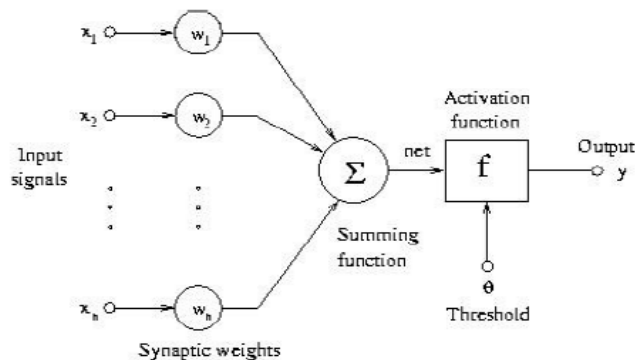 x₁ w₁
Activation
function
x₂ w₂
Input
signals
net
Output
y
Σ
f
Summing
function
θ
Threshold
xₙ wₙ
Synaptic weights